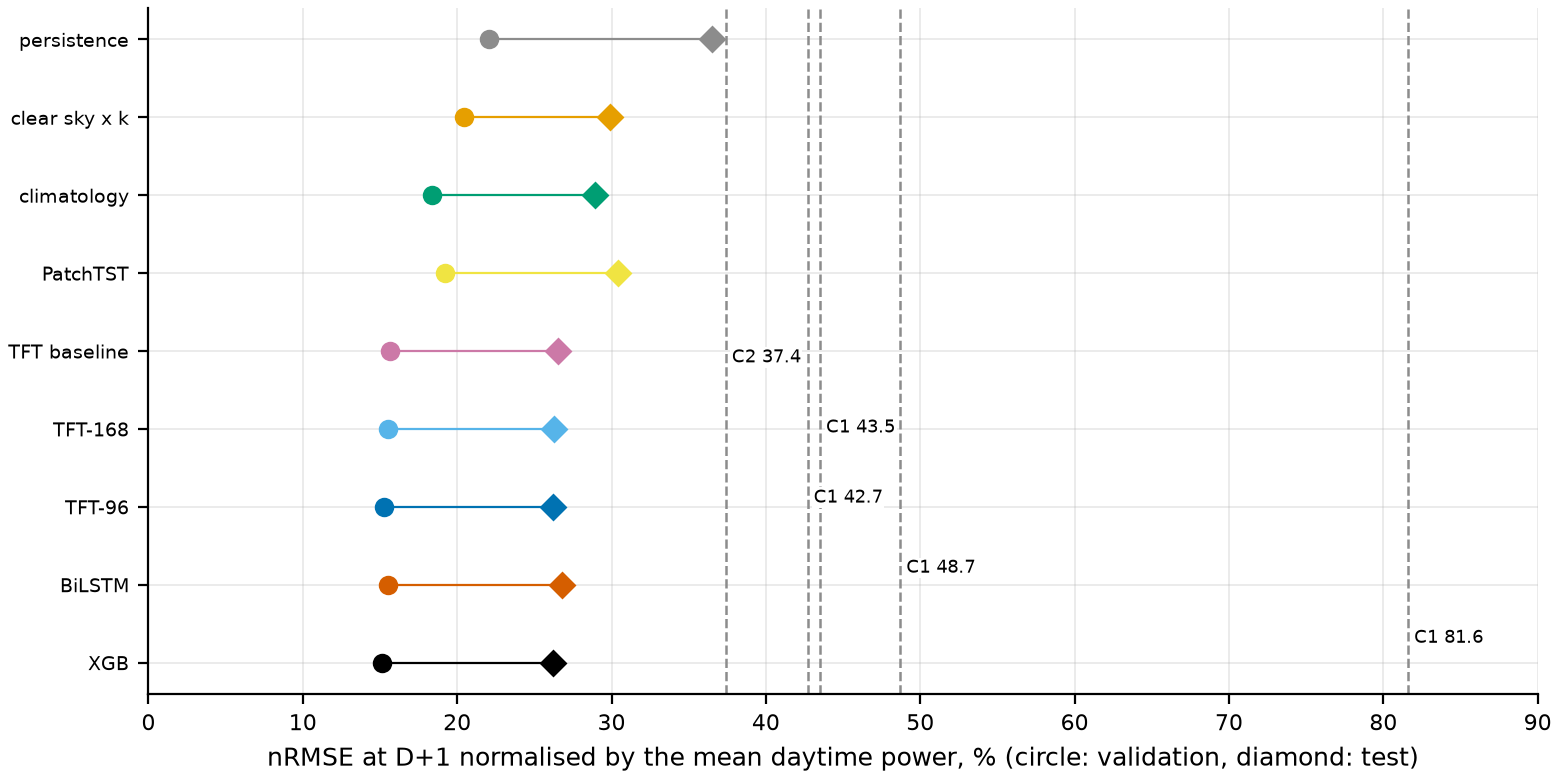 persistence
clear sky x k
climatology
PatchTST
TFT baseline
C2 37.4
TFT-168
C1 43.5
TFT-96
C1 42.7
BiLSTM
C1 48.7
XGB
C1 81.6
0 10 20 30 40 50 60 70 80 90
nRMSE at D+1 normalised by the mean daytime power, % (circle: validation, diamond: test)